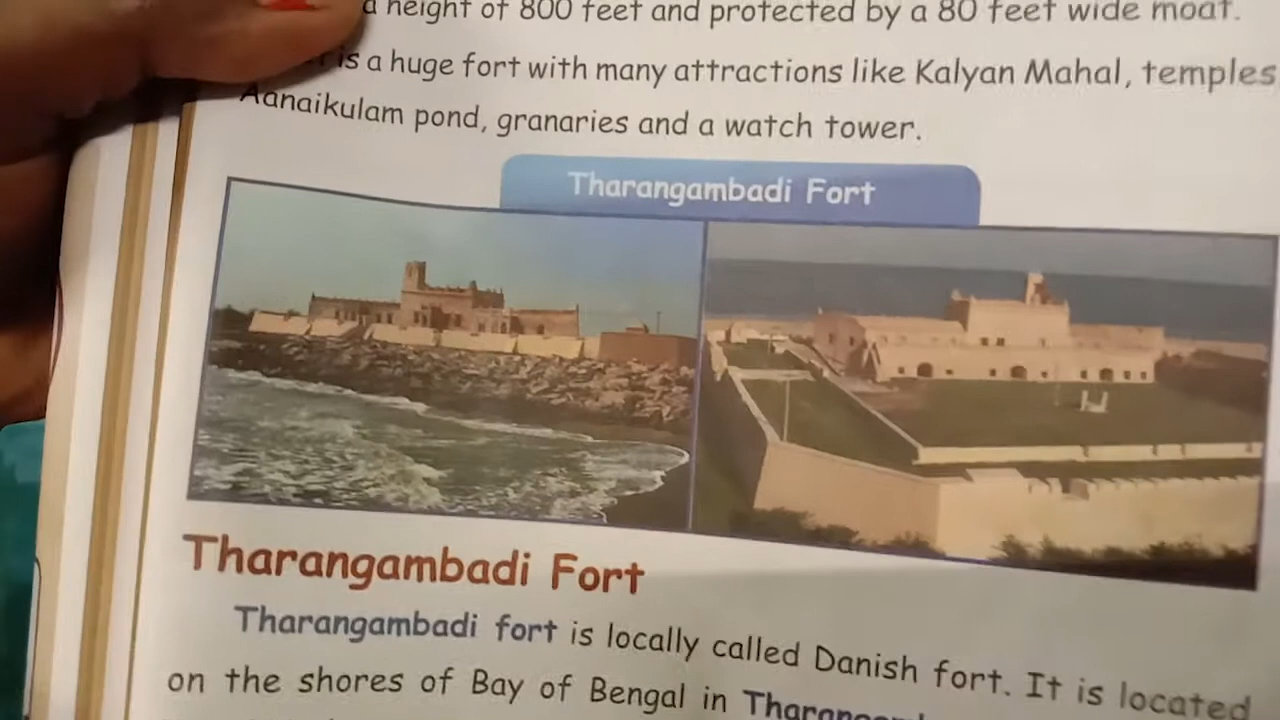 a height of 800 feet and protected by a 80 feet wide moat.
is a huge fort with many attractions like Kalyan Mahal, temples
Aanaikulam pond, granaries and a watch tower.
Tharangambadi Fort
Tharangambadi Fort
Tharangambadi fort is locally called Danish fort. It is located
on the shores of Bay of Bengal in